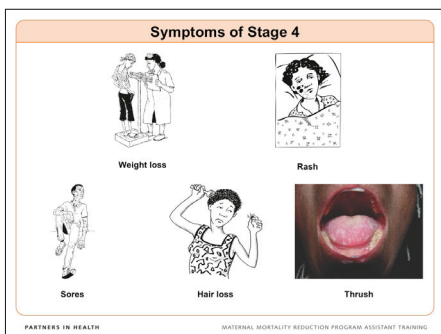 Symptoms of Stage 4
Weight loss
Rash
Sores
Hair loss
Thrush
PARTNERS IN HEALTH
MATERNAL MORTALITY REDUCTION PROGRAM ASSISTANT TRAINING